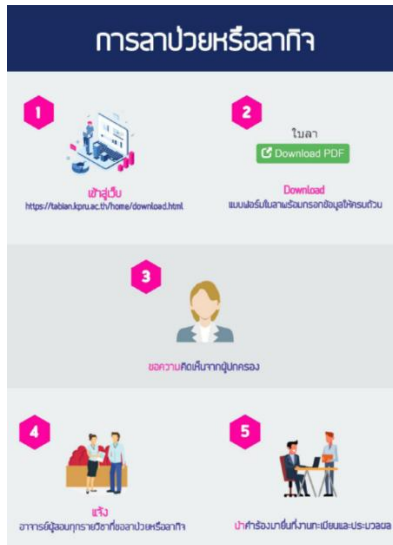 การลาป่วยหรือลากิจ
1
2
ใบลา
Download PDF
เข้าสู่เว็บ
https://tabian.kpru.ac.th/home/download.html
Download
แบบฟอร์มใบลาพร้อมกรอกข้อมูลให้ครบถ้วน
3
ขอความคิดเห็นจากผู้ปกครอง
4
5
แจ้ง
อาจารย์ผู้สอนทุกรายวิชาที่ขอลาป่วยหรือลากิจ
นำคำร้องมายื่นที่งานทะเบียนและประมวลผล